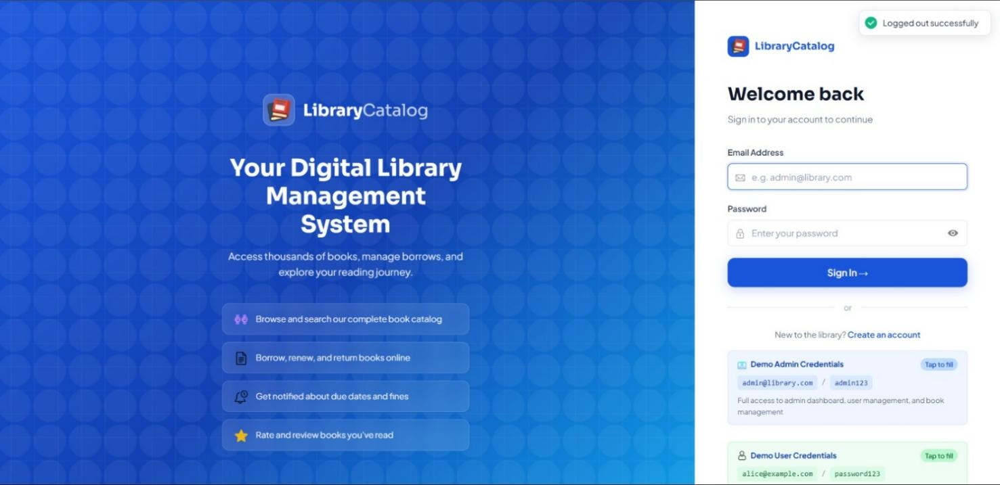 LibraryCatalog
Your Digital Library
Management
System
Access thousands of books, manage borrows, and
explore your reading journey.
Browse and search our complete book catalog
Borrow, renew, and return books online
Get notified about due dates and fines
Rate and review books you've read
Logged out successfully
LibraryCatalog
Welcome back
Sign in to your account to continue
Email Address
e.g. admin@library.com
Password
Enter your password
Sign In →
or
New to the library? Create an account
Demo Admin Credentials Tap to fill
admin@library.com / admin123
Full access to admin dashboard, user management, and book
management
Demo User Credentials Tap to fill
alice@example.com / password123